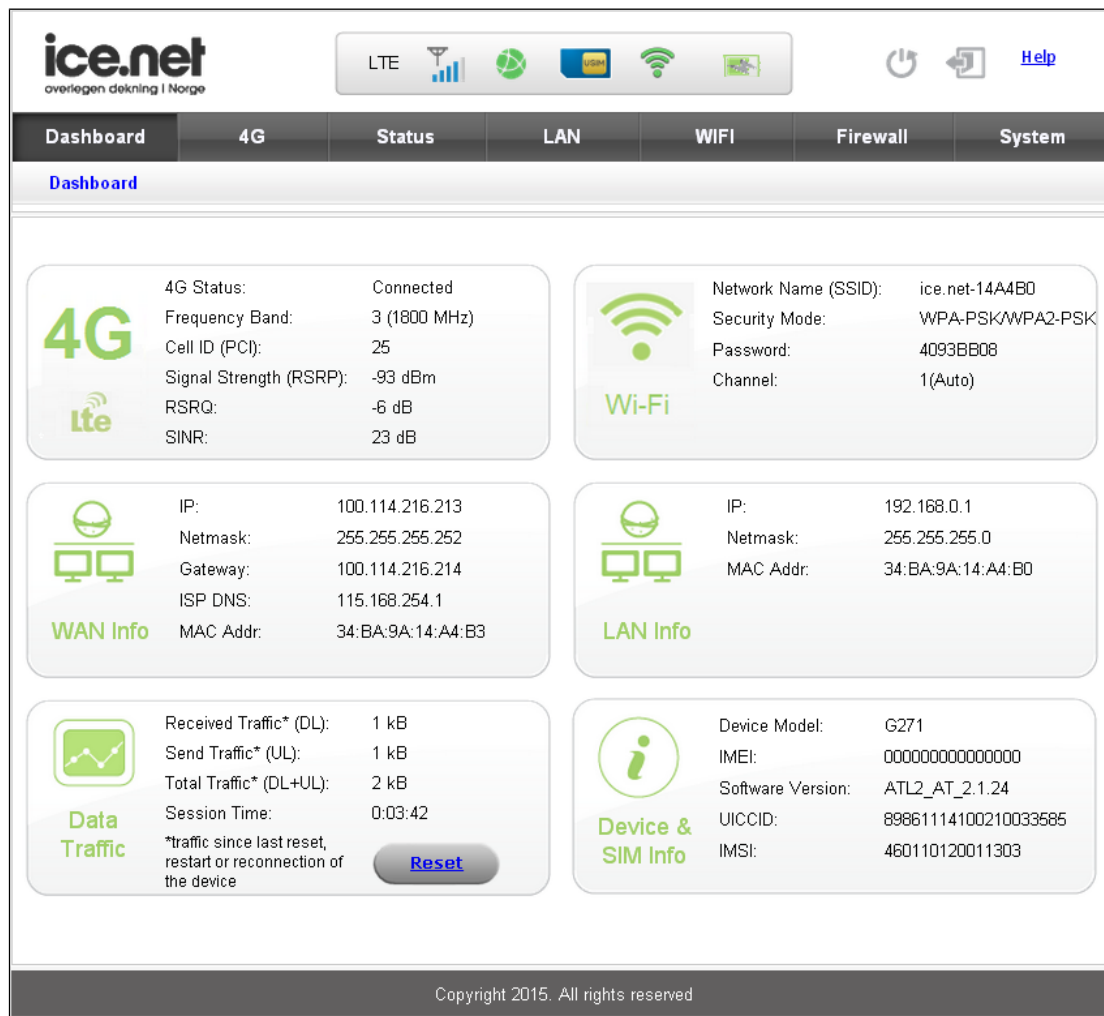 ice.net
overlegen dekning i Norge
LTE
USIM
Help
Dashboard 4G Status LAN WIFI Firewall System
Dashboard
4G
Lte
4G Status: Connected
Frequency Band: 3 (1800 MHz)
Cell ID (PCI): 25
Signal Strength (RSRP): -93 dBm
RSRQ: -6 dB
SINR: 23 dB
Wi-Fi
Network Name (SSID): ice.net-14A4B0
Security Mode: WPA-PSK/WPA2-PSK
Password: 4093BB08
Channel: 1(Auto)
WAN Info
IP: 100.114.216.213
Netmask: 255.255.255.252
Gateway: 100.114.216.214
ISP DNS: 115.168.254.1
MAC Addr: 34:BA:9A:14:A4:B3
LAN Info
IP: 192.168.0.1
Netmask: 255.255.255.0
MAC Addr: 34:BA:9A:14:A4:B0
Data
Traffic
Received Traffic* (DL): 1 kB
Send Traffic* (UL): 1 kB
Total Traffic* (DL+UL): 2 kB
Session Time: 0:03:42
*traffic since last reset,
restart or reconnection of
the device
Reset
Device &
SIM Info
Device Model: G271
IMEI: 000000000000000
Software Version: ATL2_AT_2.1.24
UICCID: 89861114100210033585
IMSI: 460110120011303
Copyright 2015. All rights reserved